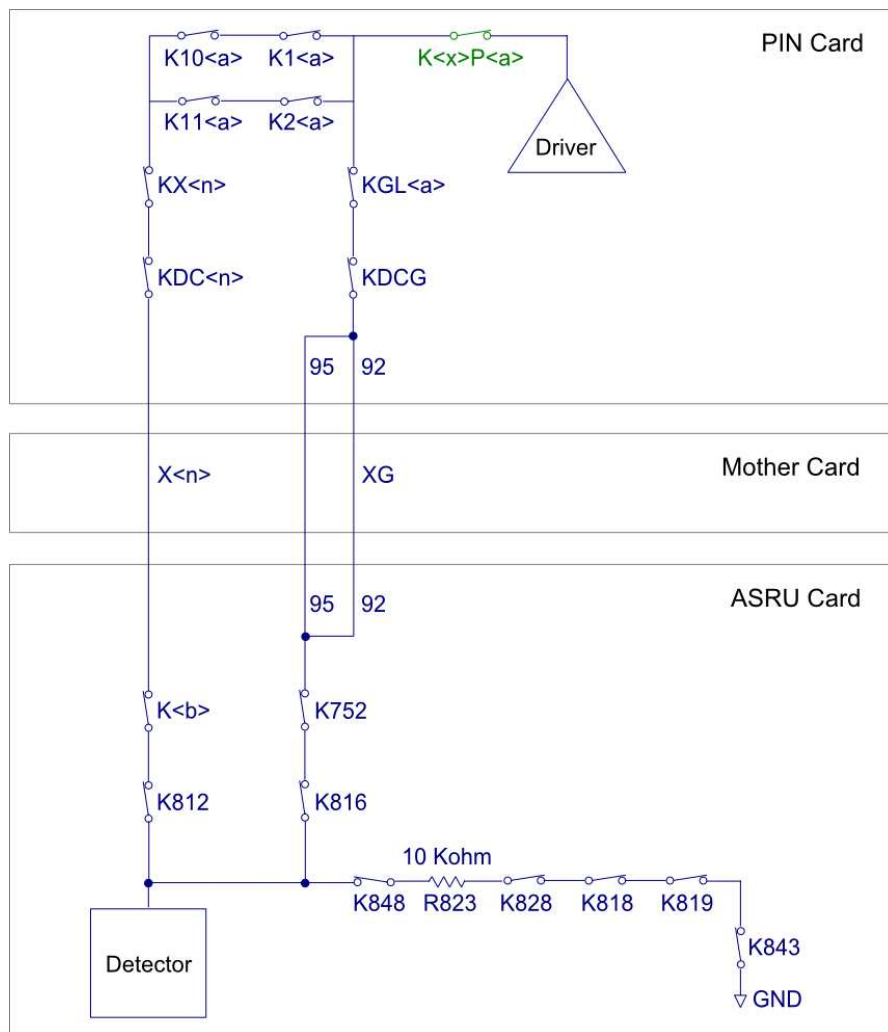 PIN Card
K10<a>
K1<a>
K<x>P<a>
K11<a>
K2<a>
Driver
KX<n>
KGL<a>
KDC<n>
KDCG
95
92
Mother Card
X<n>
XG
ASRU Card
95
92
K<b>
K752
K812
K816
10 Kohm
K848
R823
K828
K818
K819
K843
Detector
GND